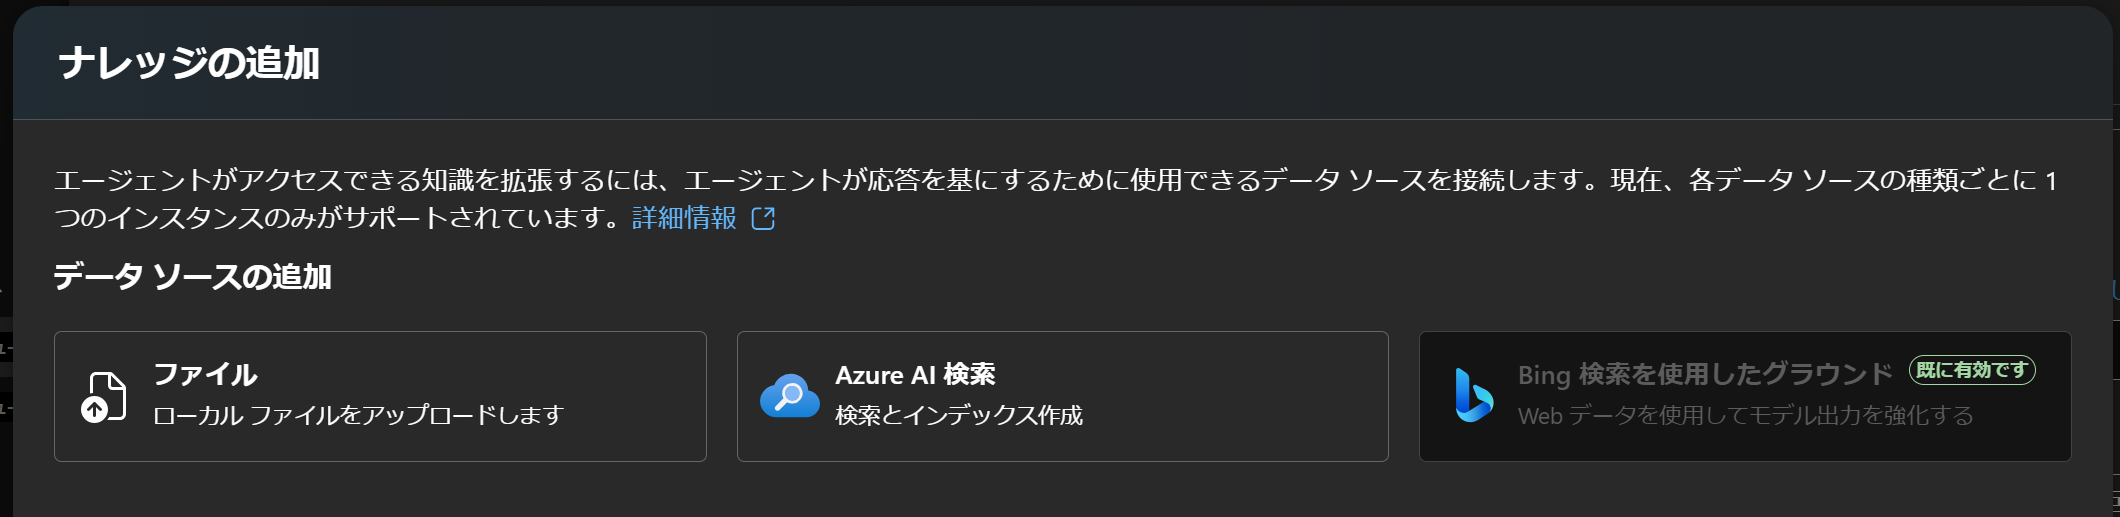 ナレッジの追加
エージェントがアクセスできる知識を拡張するには、エージェントが応答を基にするために使用できるデータ ソースを接続します。現在、各データ ソースの種類ごとに 1
つのインスタンスのみがサポートされています。詳細情報
データ ソースの追加
ファイル
ローカル ファイルをアップロードします
Azure AI 検索
検索とインデックス作成
Bing 検索を使用したグラウンド 既に有効です
Web データを使用してモデル出力を強化する